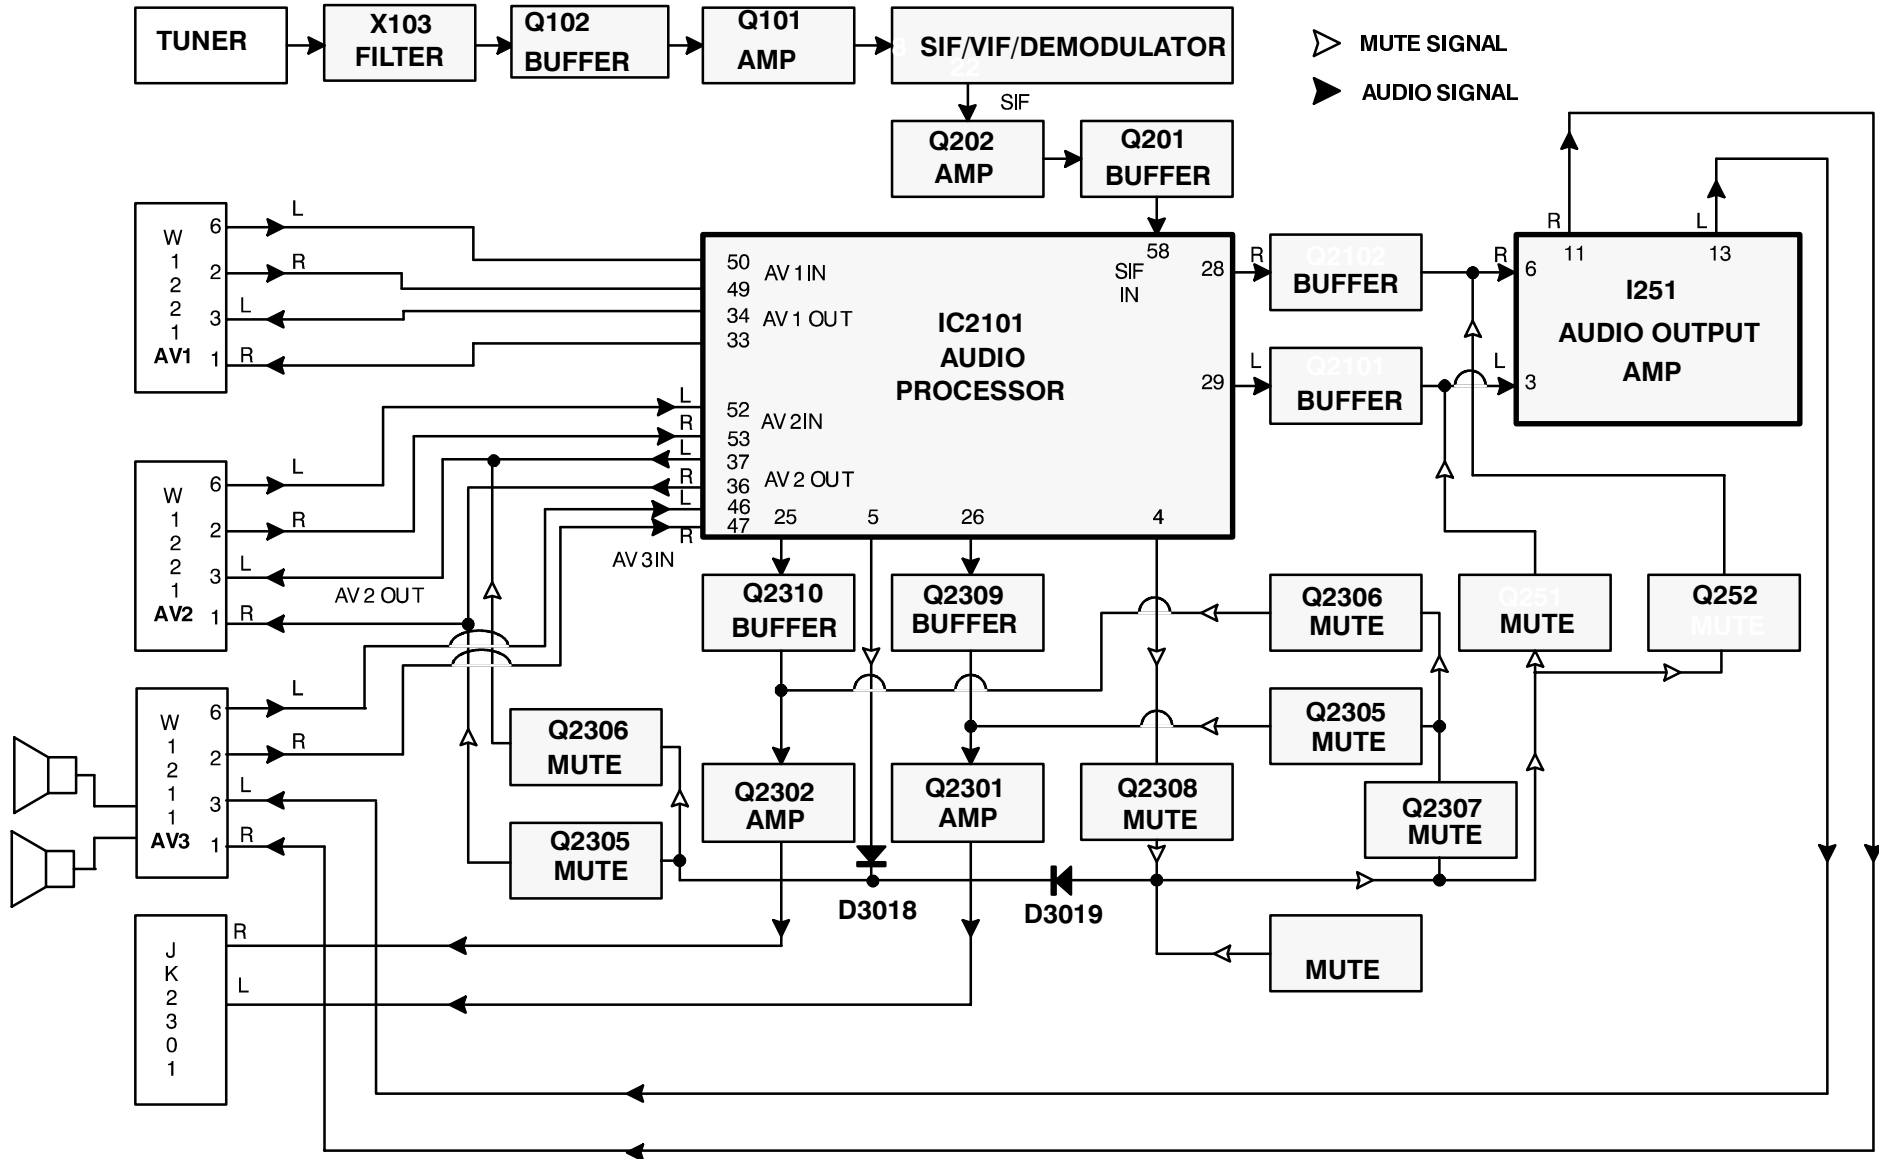 TUNER
X103
FILTER
Q102
BUFFER
Q101
AMP
8
SIF/VIF/DEMODULATOR
22
MUTE SIGNAL
AUDIO SIGNAL
SIF
Q202
AMP
Q201
BUFFER
W
1
2
2
1
AV1
6
2
3
1
L
R
L
R
50
49
34
33
AV 1 IN
AV 1 OUT
58
SIF
IN
IC2101
AUDIO
PROCESSOR
28
29
R
L
Q2102
BUFFER
Q2101
BUFFER
R
L
6
3
R
L
11
13
I251
AUDIO OUTPUT
AMP
L
R
L
R
L
R
52
53
37
36
46
47
AV 2 IN
AV 2 OUT
25
5
26
4
W
1
2
2
1
AV2
6
2
3
1
L
R
L
R
AV 2 OUT
AV 3 IN
Q2310
BUFFER
Q2309
BUFFER
Q2306
MUTE
Q251
MUTE
Q252
MUTE
W
1
2
1
1
AV3
6
2
3
1
L
R
L
R
Q2306
MUTE
Q2305
MUTE
Q2302
AMP
Q2301
AMP
Q2308
MUTE
Q2305
MUTE
Q2307
MUTE
D3018
D3019
MUTE
J
K
2
3
0
1
R
L